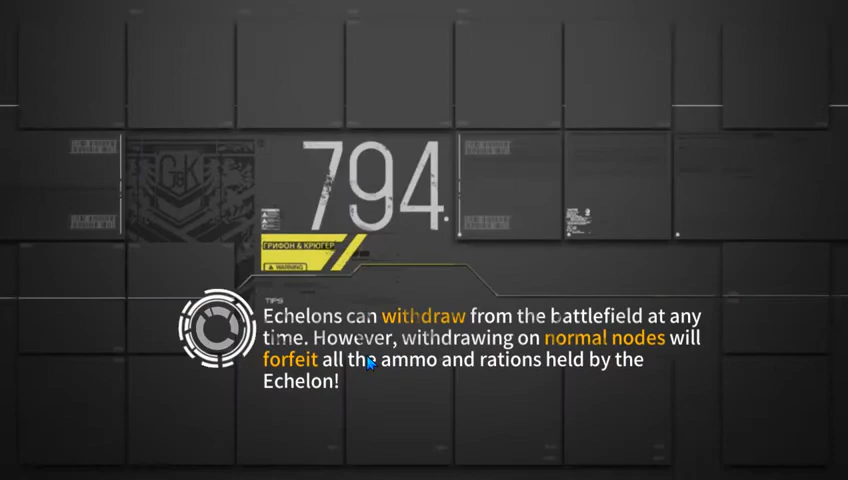 G&K
794.
ГРИФОН & КРЮГЕР
WARNING
TIPS
Echelons can withdraw from the battlefield at any
time. However, withdrawing on normal nodes will
forfeit all the ammo and rations held by the
Echelon!